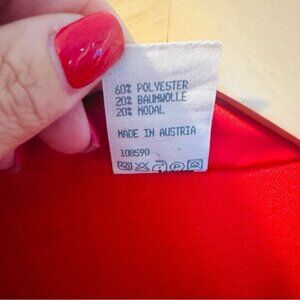 60% POLYESTER
20% BAUMWOLLE
20% MODAL
MADE IN AUSTRIA
108590